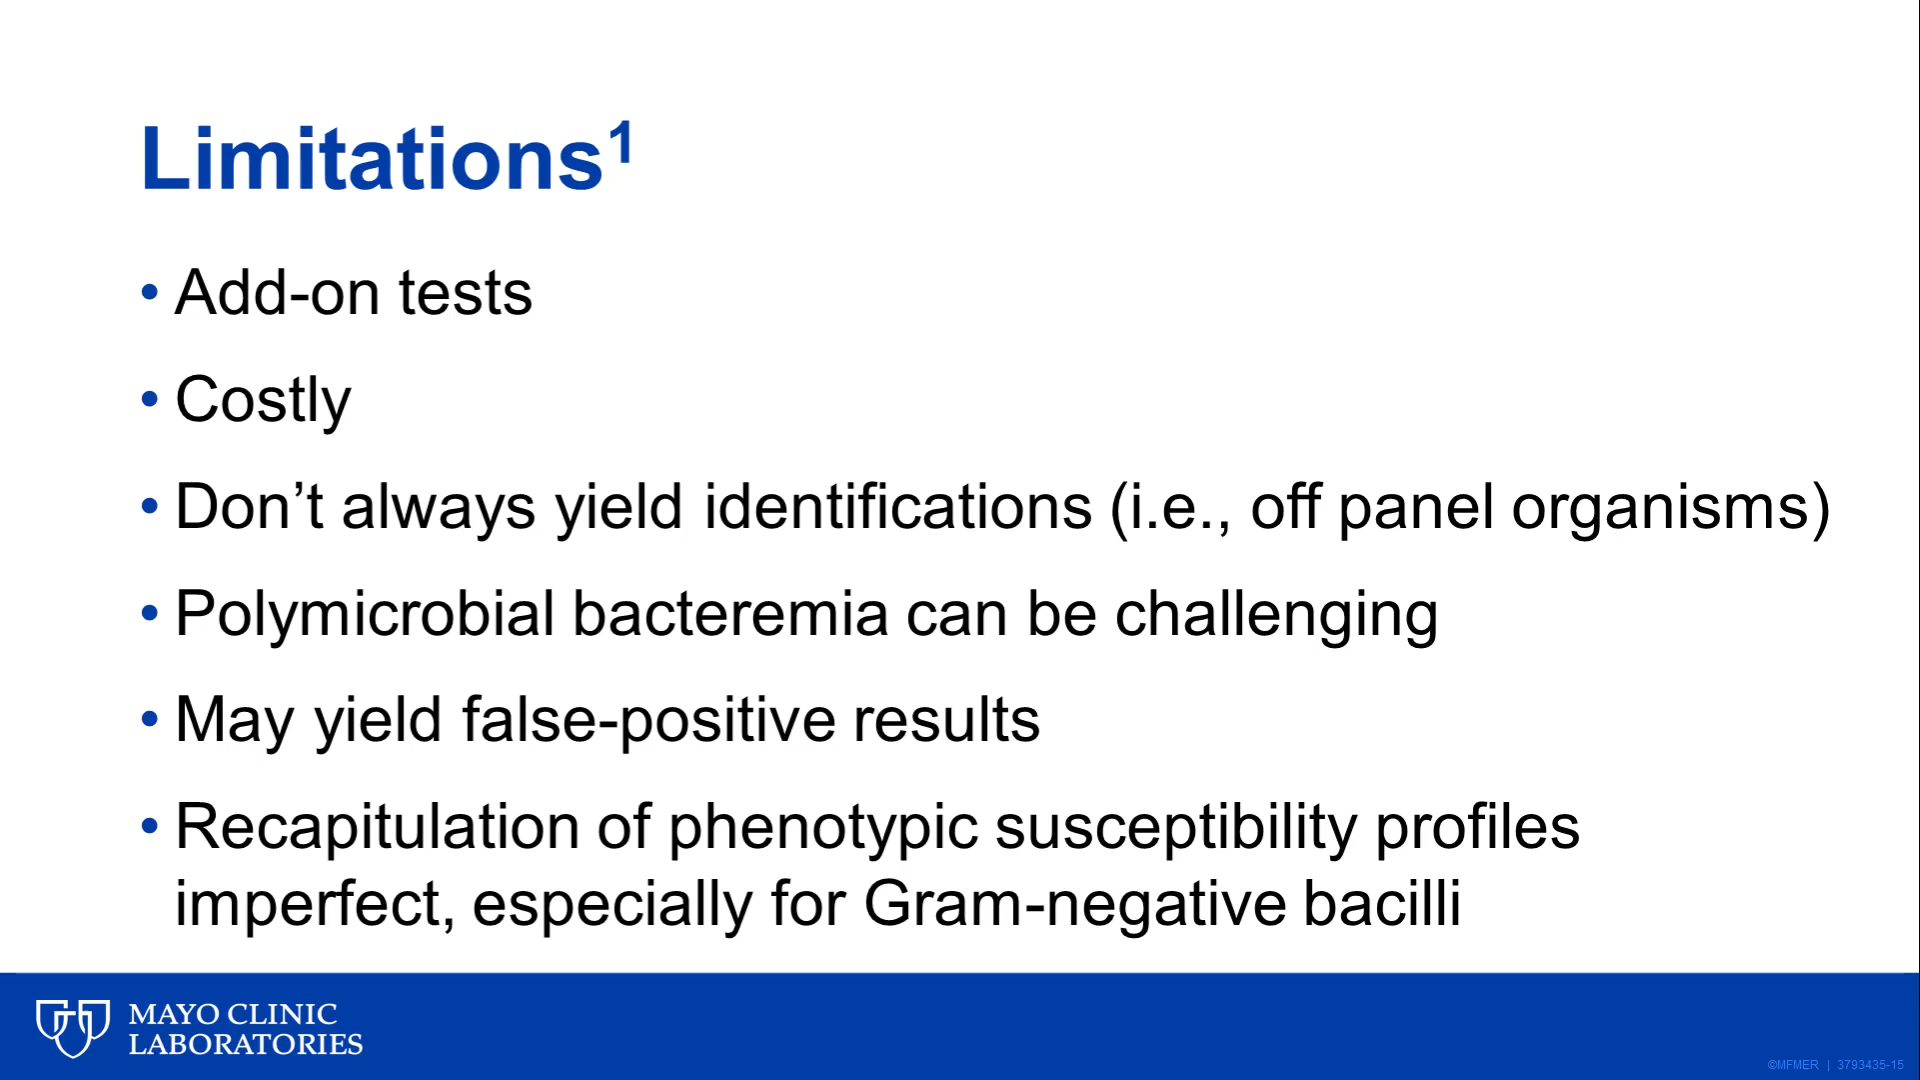 Limitations¹
• Add-on tests
• Costly
• Don’t always yield identifications (i.e., off panel organisms)
• Polymicrobial bacteremia can be challenging
• May yield false-positive results
• Recapitulation of phenotypic susceptibility profiles
imperfect, especially for Gram-negative bacilli
MAYO CLINIC
LABORATORIES
©MFMER | 3793435-15